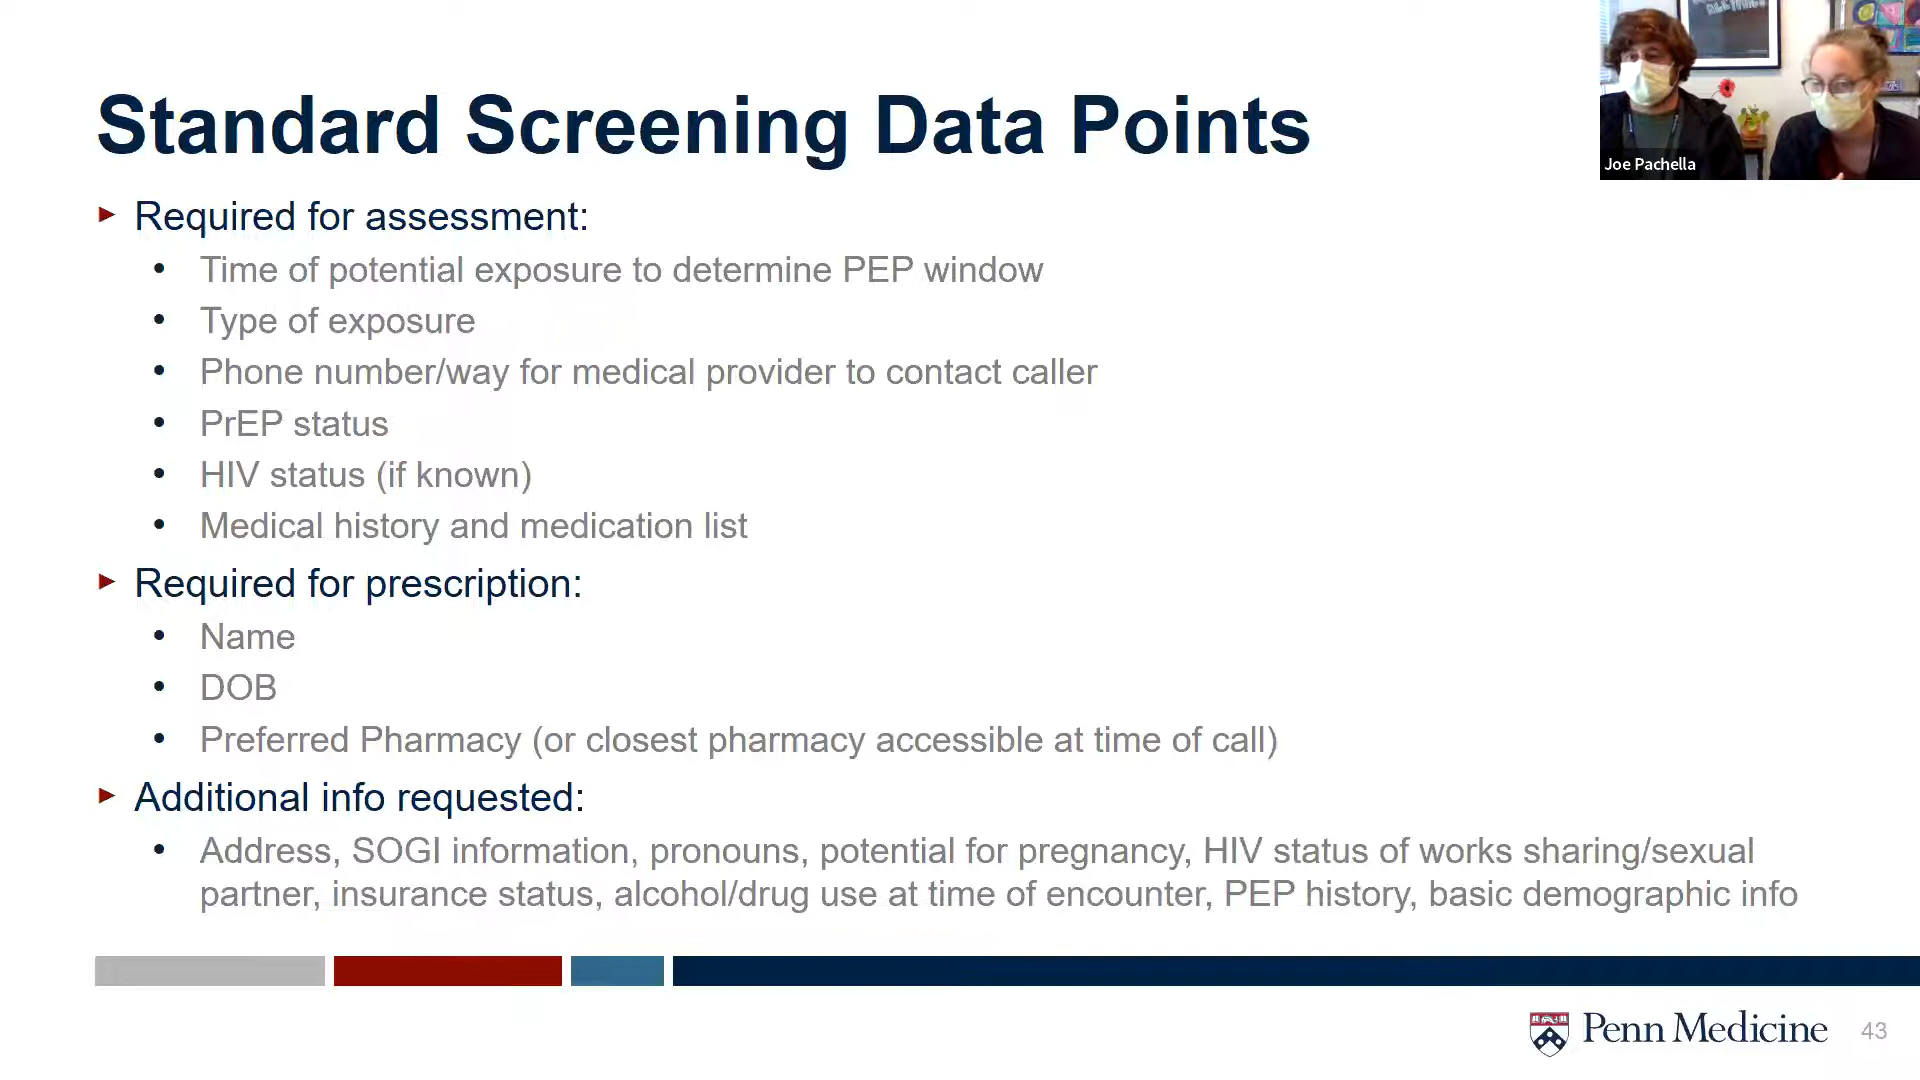 Standard Screening Data Points
Joe Pachella
Required for assessment:
Time of potential exposure to determine PEP window
Type of exposure
Phone number/way for medical provider to contact caller
PrEP status
HIV status (if known)
Medical history and medication list
Required for prescription:
Name
DOB
Preferred Pharmacy (or closest pharmacy accessible at time of call)
Additional info requested:
Address, SOGI information, pronouns, potential for pregnancy, HIV status of works sharing/sexual
partner, insurance status, alcohol/drug use at time of encounter, PEP history, basic demographic info
Penn Medicine
43